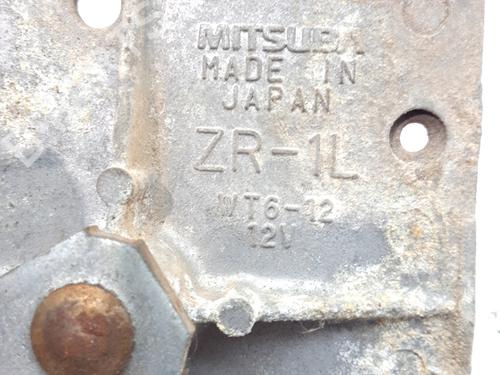 MITSUBA
MADE IN
JAPAN
ZR-1L
WT6-12
12V